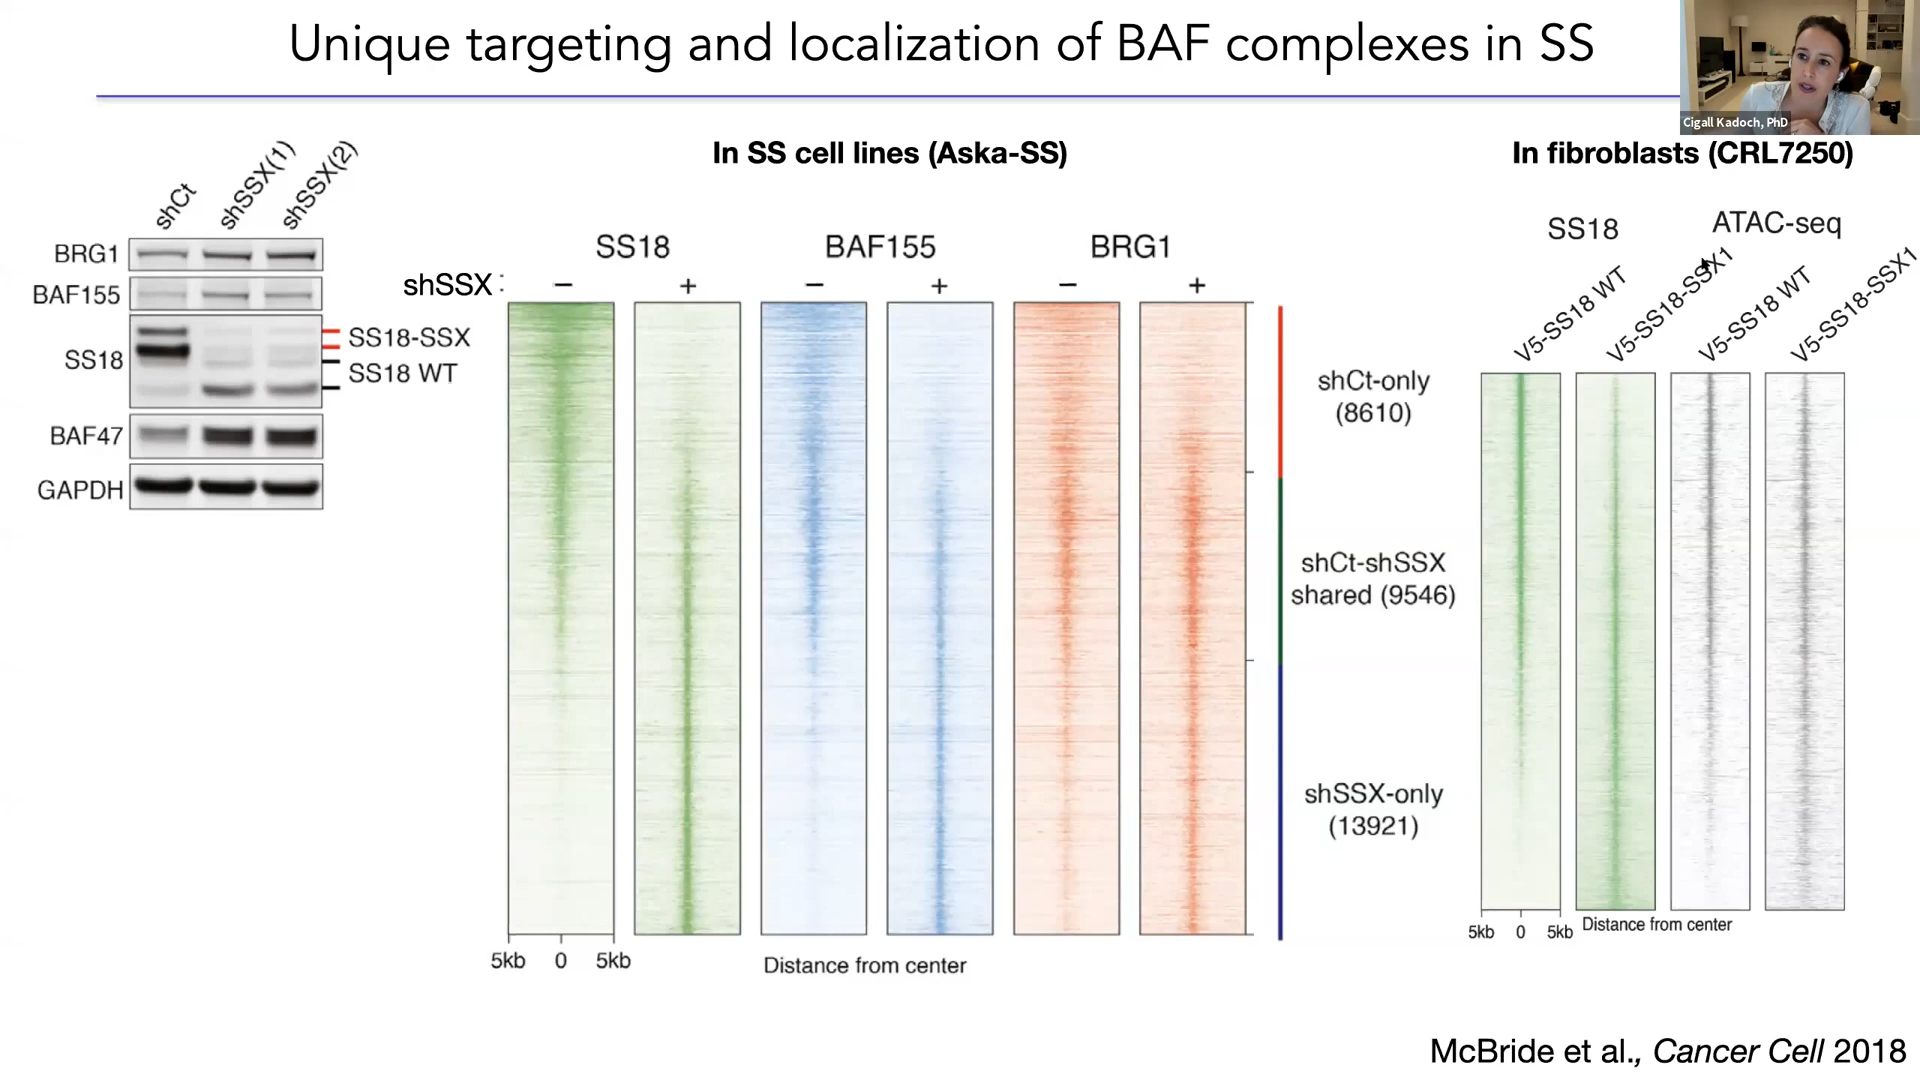 Unique targeting and localization of BAF complexes in SS
Cigall Kadoch, PhD
shCt
shSSX(1)
shSSX(2)
BRG1
BAF155
SS18
SS18-SSX
SS18 WT
BAF47
GAPDH
In SS cell lines (Aska-SS)
SS18 BAF155 BRG1
shSSX : − + − + − +
shCt-only
(8610)
shCt-shSSX
shared (9546)
shSSX-only
(13921)
5kb 0 5kb
Distance from center
In fibroblasts (CRL7250)
SS18 ATAC-seq
V5-SS18 WT
V5-SS18-SSX1
V5-SS18 WT
V5-SS18-SSX1
5kb 0 5kb Distance from center
McBride et al., Cancer Cell 2018